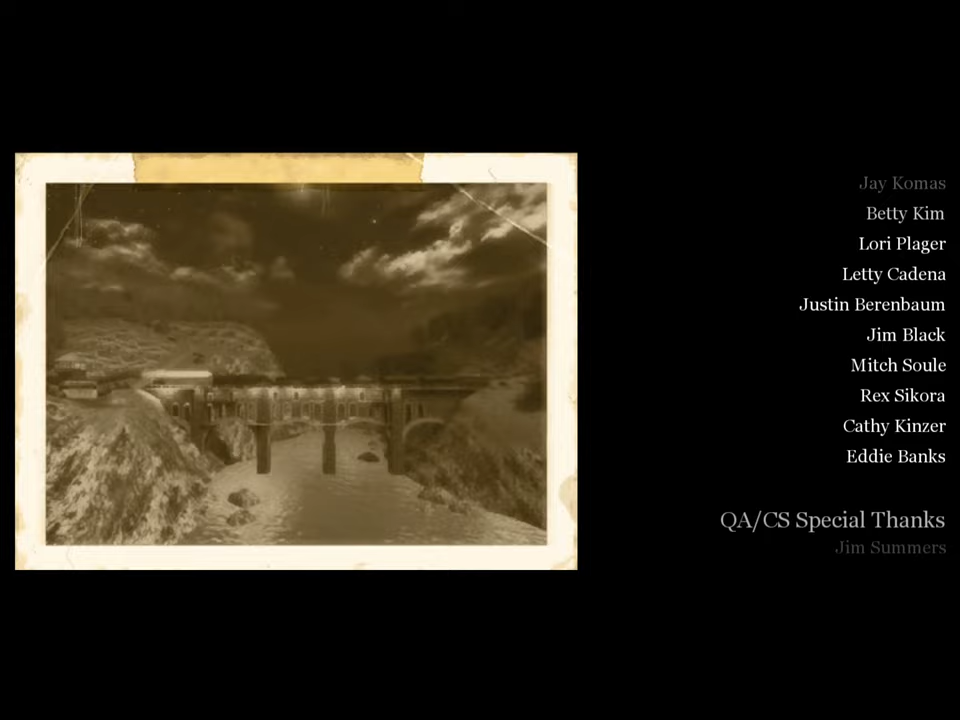 Jay Komas
Betty Kim
Lori Plager
Letty Cadena
Justin Berenbaum
Jim Black
Mitch Soule
Rex Sikora
Cathy Kinzer
Eddie Banks
QA/CS Special Thanks
Jim Summers